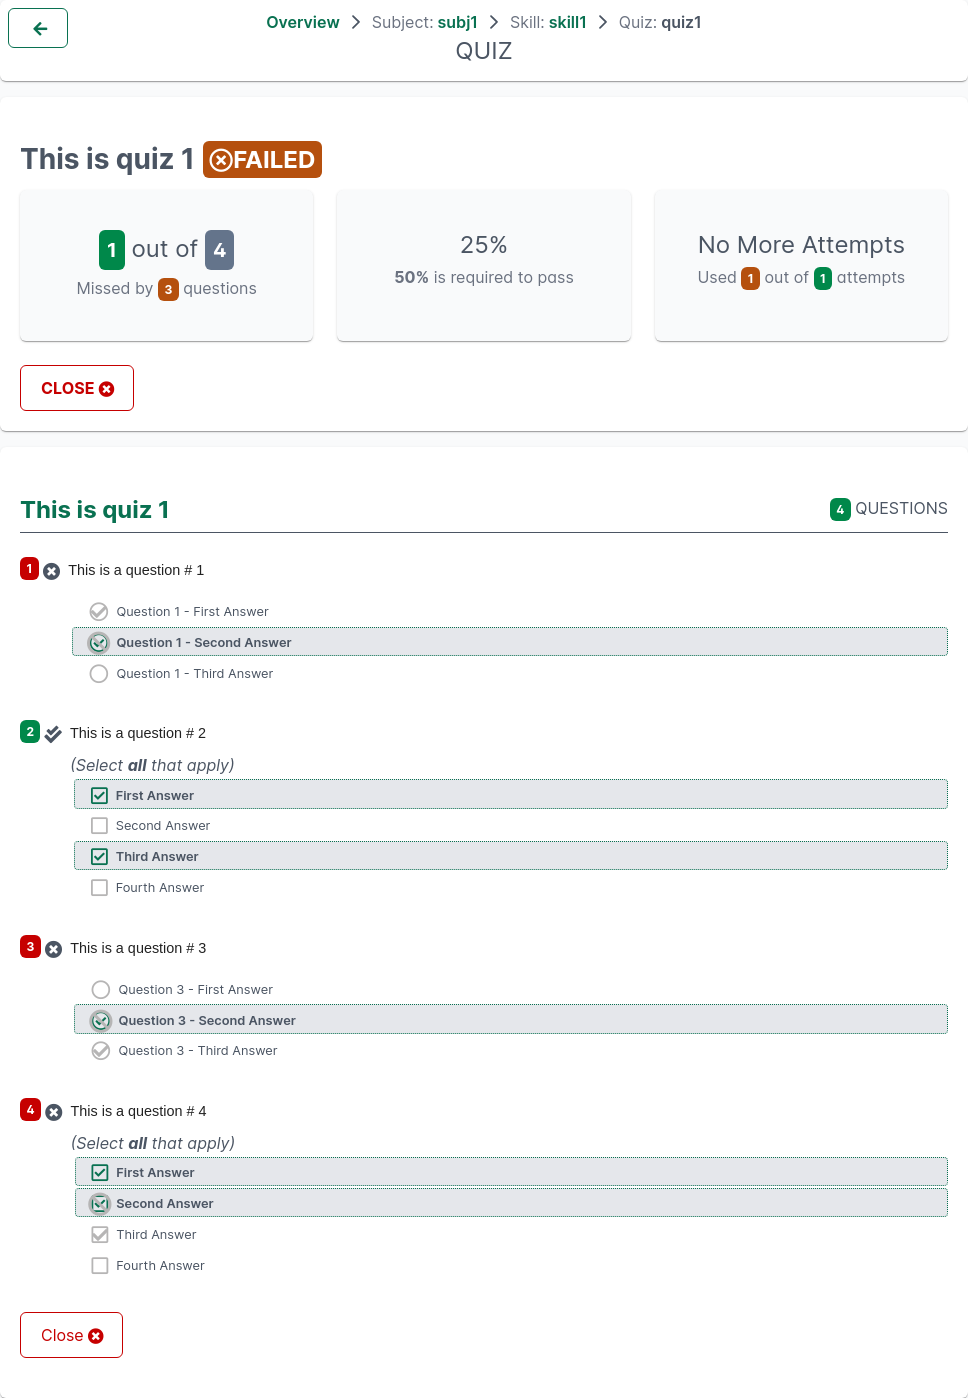 Overview > Subject: subj1 > Skill: skill1 > Quiz: quiz1
QUIZ
This is quiz 1 FAILED
1 out of 4
Missed by 3 questions
25%
50% is required to pass
No More Attempts
Used 1 out of 1 attempts
CLOSE
This is quiz 1
4 QUESTIONS
1 This is a question # 1
Question 1 - First Answer
Question 1 - Second Answer
Question 1 - Third Answer
2 This is a question # 2
(Select all that apply)
First Answer
Second Answer
Third Answer
Fourth Answer
3 This is a question # 3
Question 3 - First Answer
Question 3 - Second Answer
Question 3 - Third Answer
4 This is a question # 4
(Select all that apply)
First Answer
Second Answer
Third Answer
Fourth Answer
Close